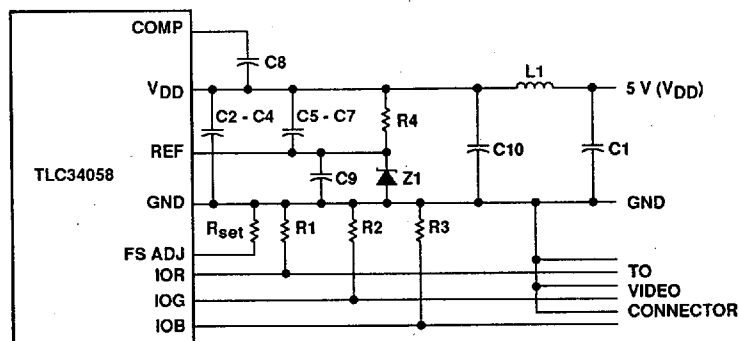 COMP
C8
L1
VDD
5 V (VDD)
C2 - C4
C5 - C7
R4
REF
C10
C1
TLC34058
C9
Z1
GND
GND
Rset
R1
R2
R3
FS ADJ
IOR
TO
IOG
VIDEO
IOB
CONNECTOR